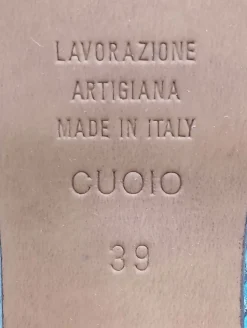 LAVORAZIONE
ARTIGIANA
MADE IN ITALY
CUOIO
39